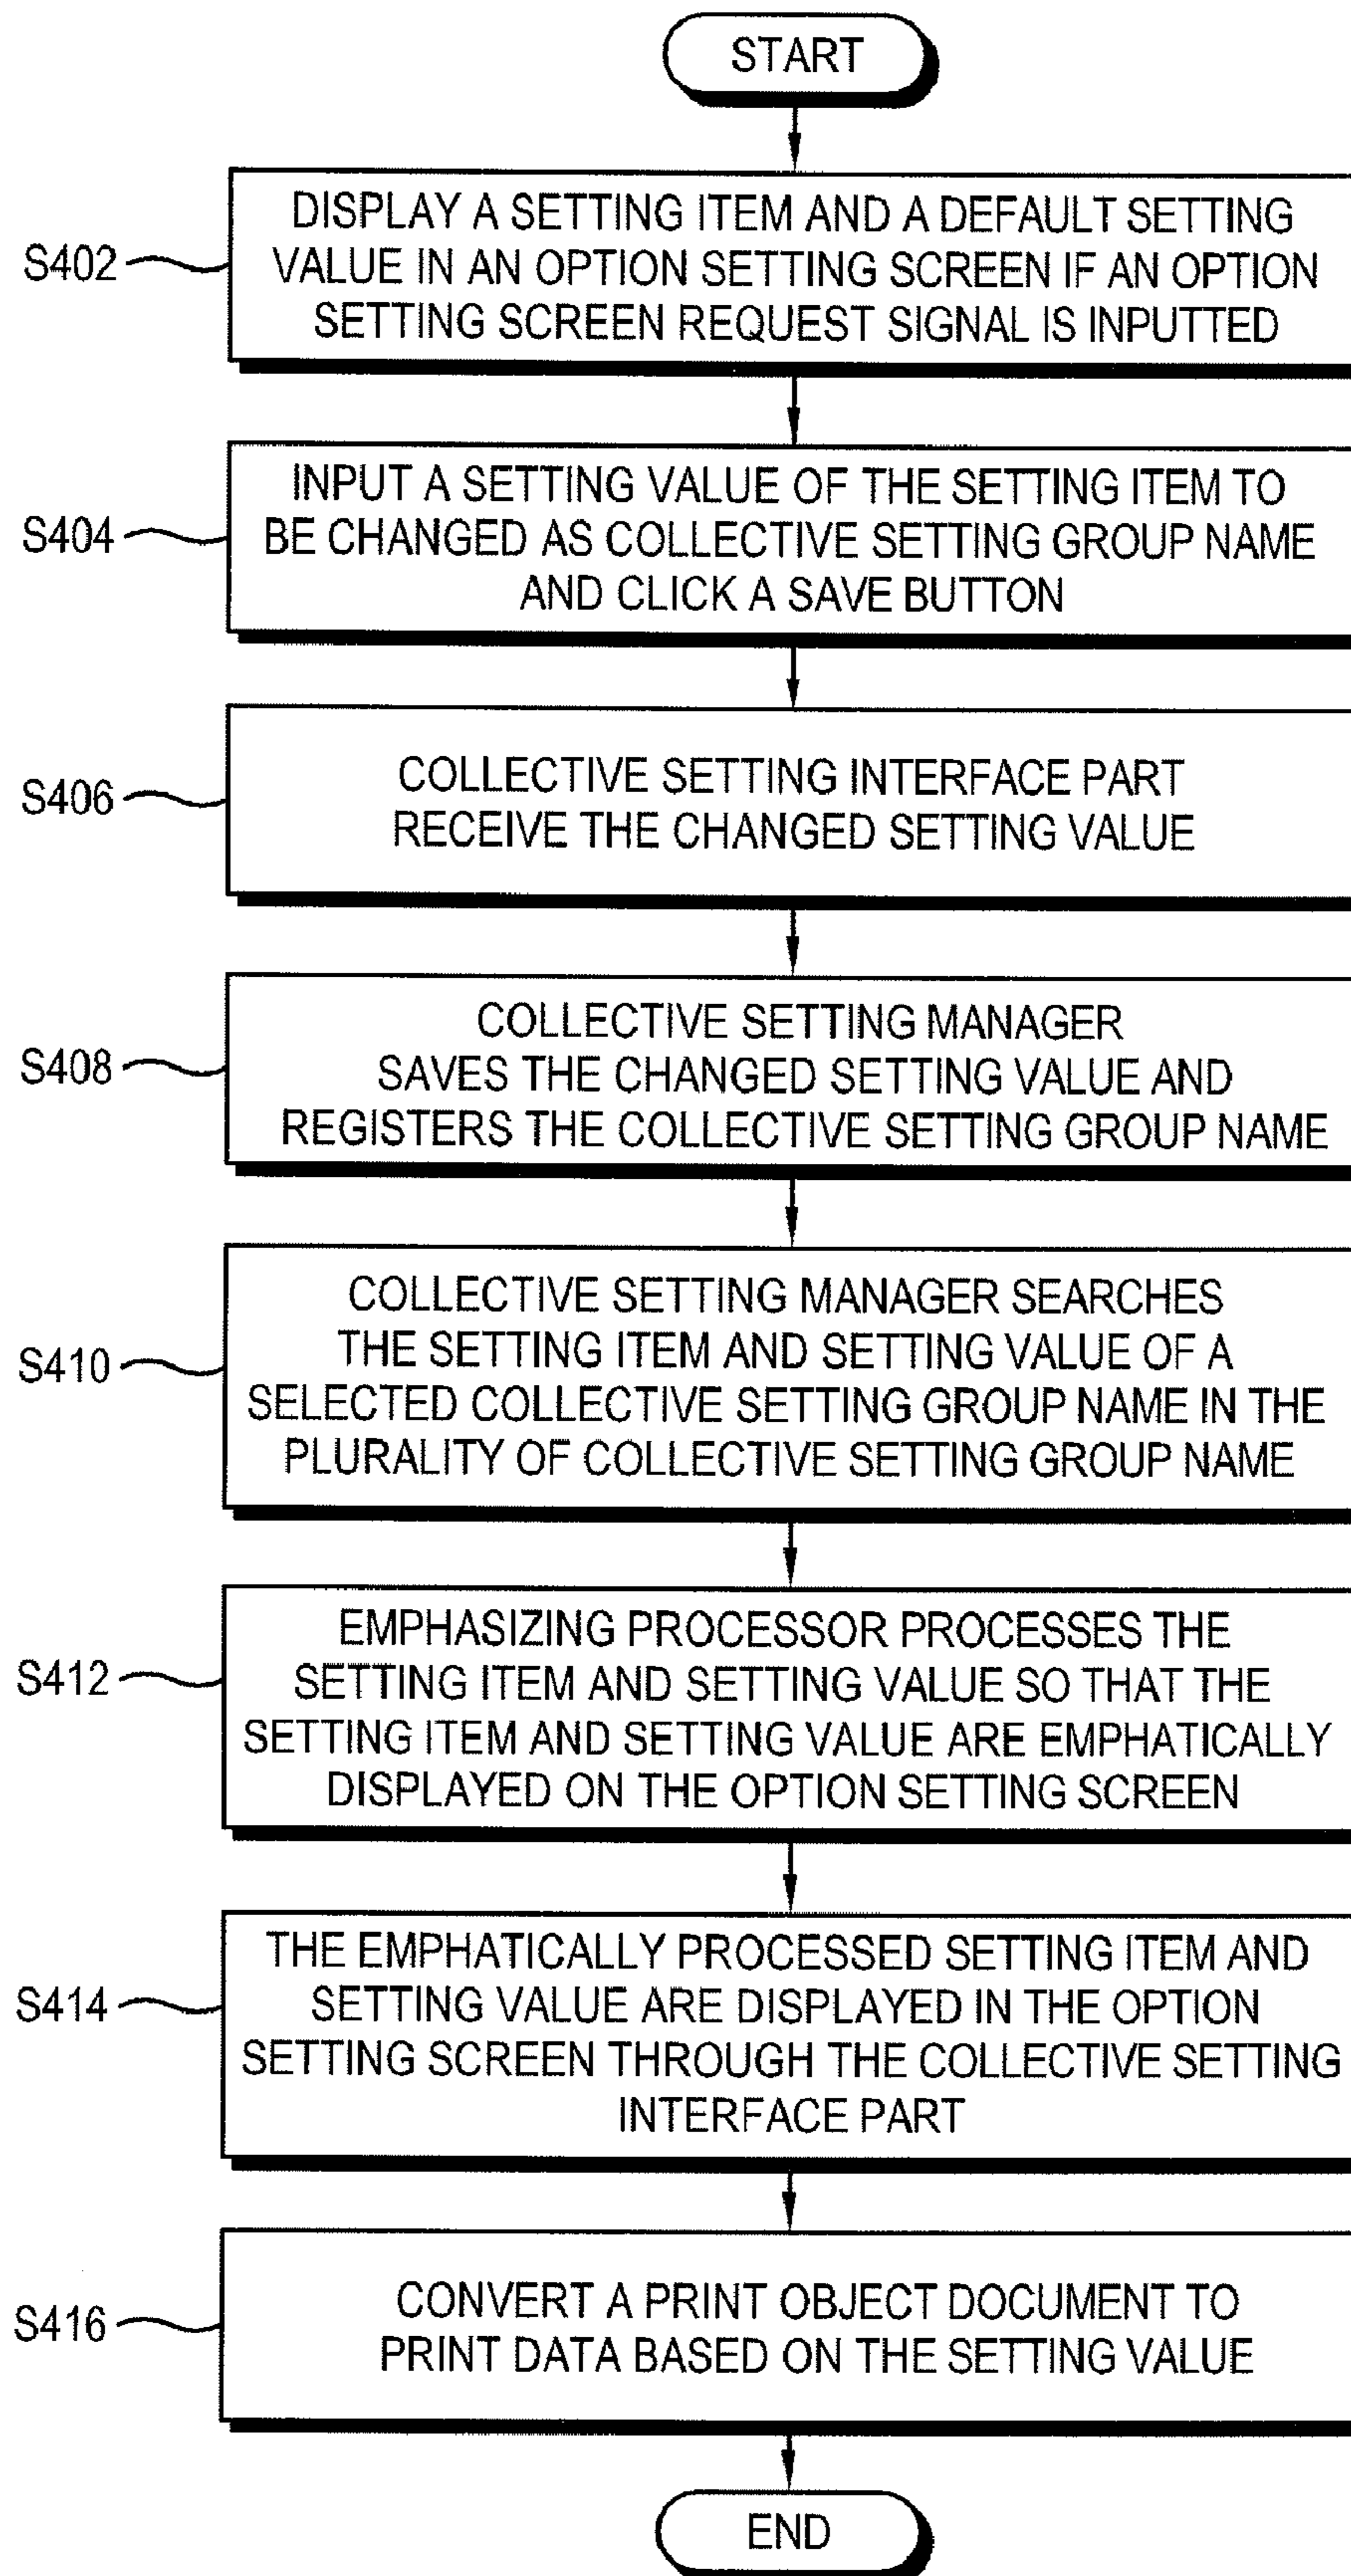 START
S402
DISPLAY A SETTING ITEM AND A DEFAULT SETTING
VALUE IN AN OPTION SETTING SCREEN IF AN OPTION
SETTING SCREEN REQUEST SIGNAL IS INPUTTED
S404
INPUT A SETTING VALUE OF THE SETTING ITEM TO
BE CHANGED AS COLLECTIVE SETTING GROUP NAME
AND CLICK A SAVE BUTTON
S406
COLLECTIVE SETTING INTERFACE PART
RECEIVE THE CHANGED SETTING VALUE
S408
COLLECTIVE SETTING MANAGER
SAVES THE CHANGED SETTING VALUE AND
REGISTERS THE COLLECTIVE SETTING GROUP NAME
S410
COLLECTIVE SETTING MANAGER SEARCHES
THE SETTING ITEM AND SETTING VALUE OF A
SELECTED COLLECTIVE SETTING GROUP NAME IN THE
PLURALITY OF COLLECTIVE SETTING GROUP NAME
S412
EMPHASIZING PROCESSOR PROCESSES THE
SETTING ITEM AND SETTING VALUE SO THAT THE
SETTING ITEM AND SETTING VALUE ARE EMPHATICALLY
DISPLAYED ON THE OPTION SETTING SCREEN
S414
THE EMPHATICALLY PROCESSED SETTING ITEM AND
SETTING VALUE ARE DISPLAYED IN THE OPTION
SETTING SCREEN THROUGH THE COLLECTIVE SETTING
INTERFACE PART
S416
CONVERT A PRINT OBJECT DOCUMENT TO
PRINT DATA BASED ON THE SETTING VALUE
END